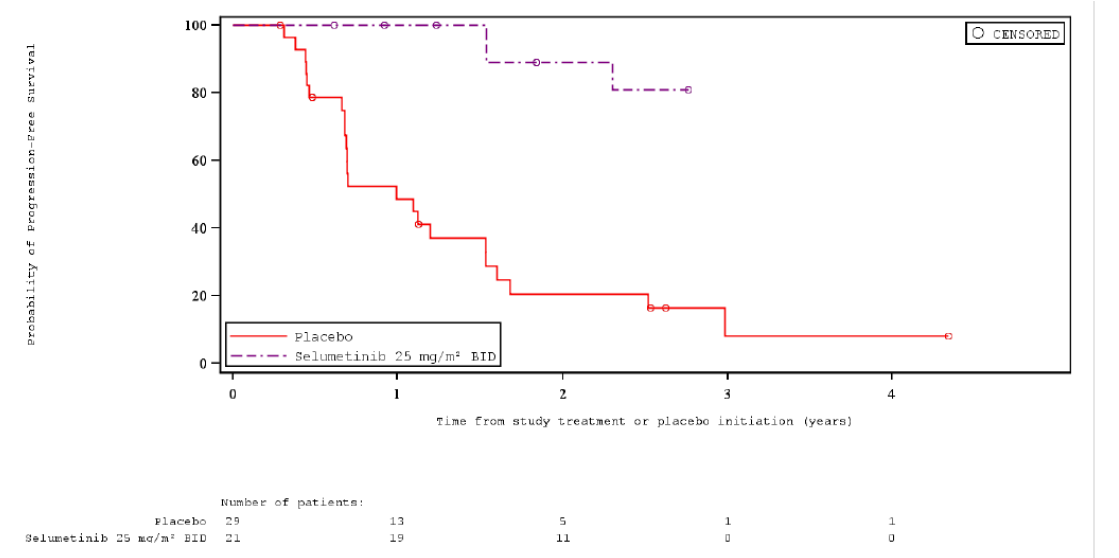 Probability of Progression-Free Survival
100
80
60
40
20
0
CENSORED
Placebo
Selumetinib 25 mg/m² BID
0 1 2 3 4
Time from study treatment or placebo initiation (years)
Number of patients:
Placebo 29 13 5 1 1
Selumetinib 25 mg/m² BID 21 19 11 0 0